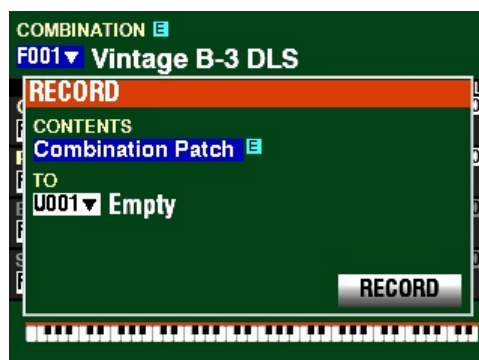 COMBINATION E
F001▼ Vintage B-3 DLS
RECORD
CONTENTS
Combination Patch E
TO
U001▼ Empty
RECORD